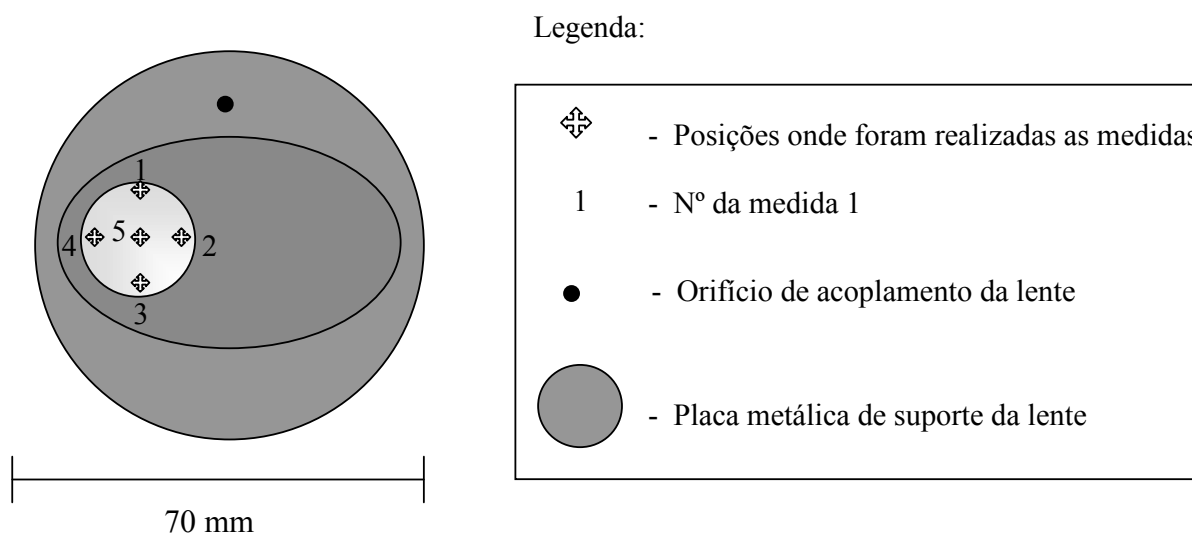 Legenda:
- Posições onde foram realizadas as medidas
1 - Nº da medida 1
- Orifício de acoplamento da lente
- Placa metálica de suporte da lente
1
4 5 2
3
70 mm